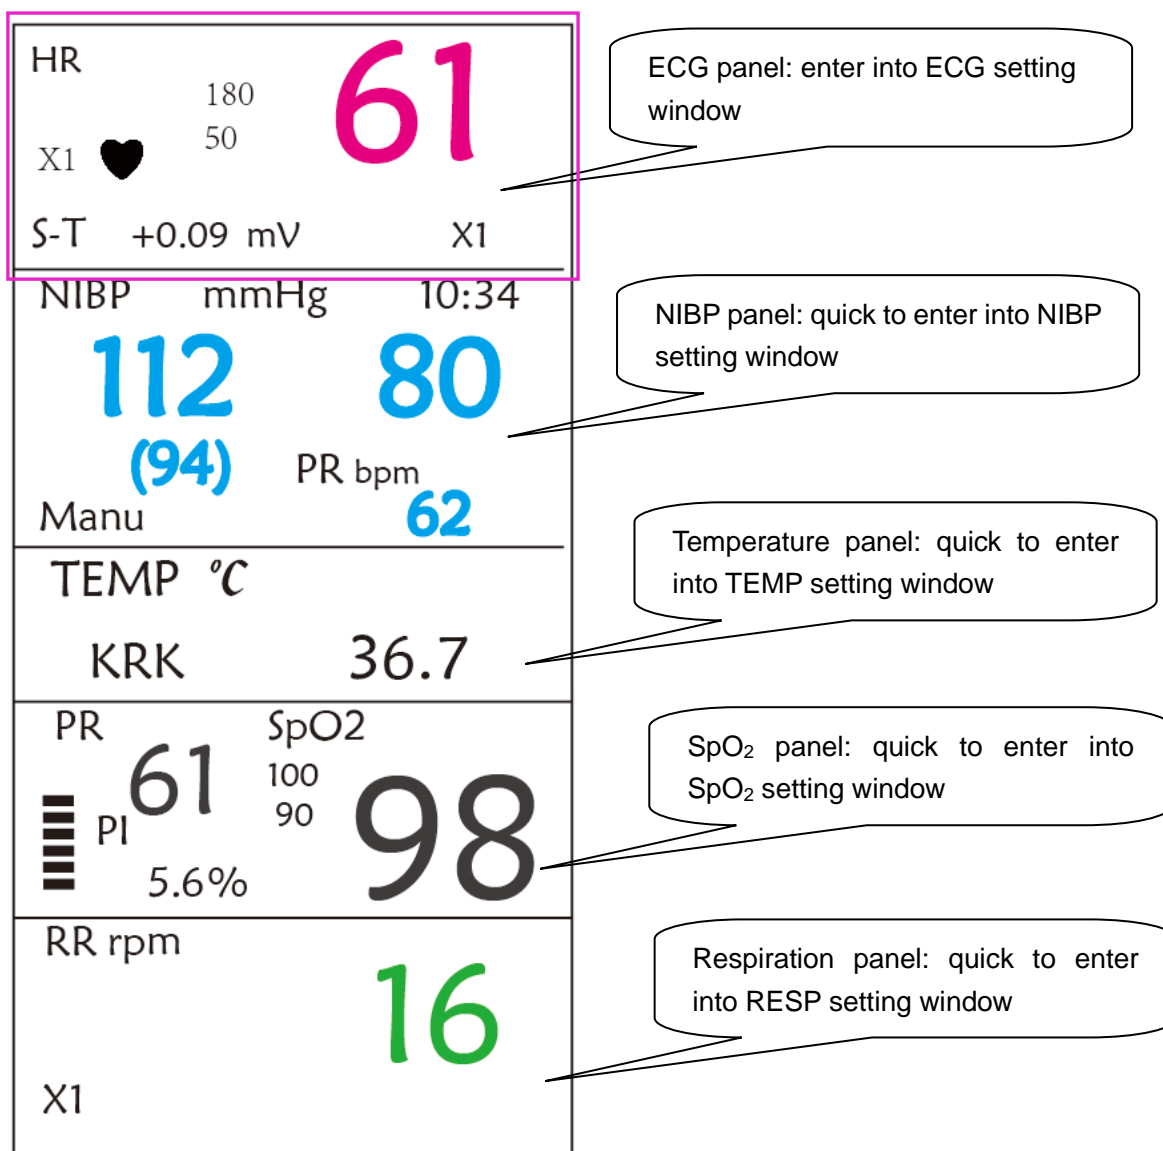 HR
180
61
50
X1
S-T +0.09 mV X1
ECG panel: enter into ECG setting
window
NIBP mmHg 10:34
112 80
(94) PR bpm
Manu 62
NIBP panel: quick to enter into NIBP
setting window
TEMP °C
KRK 36.7
Temperature panel: quick to enter
into TEMP setting window
PR 61 SpO2
100
90
98
PI
5.6%
SpO₂ panel: quick to enter into
SpO₂ setting window
RR rpm
16
X1
Respiration panel: quick to enter
into RESP setting window